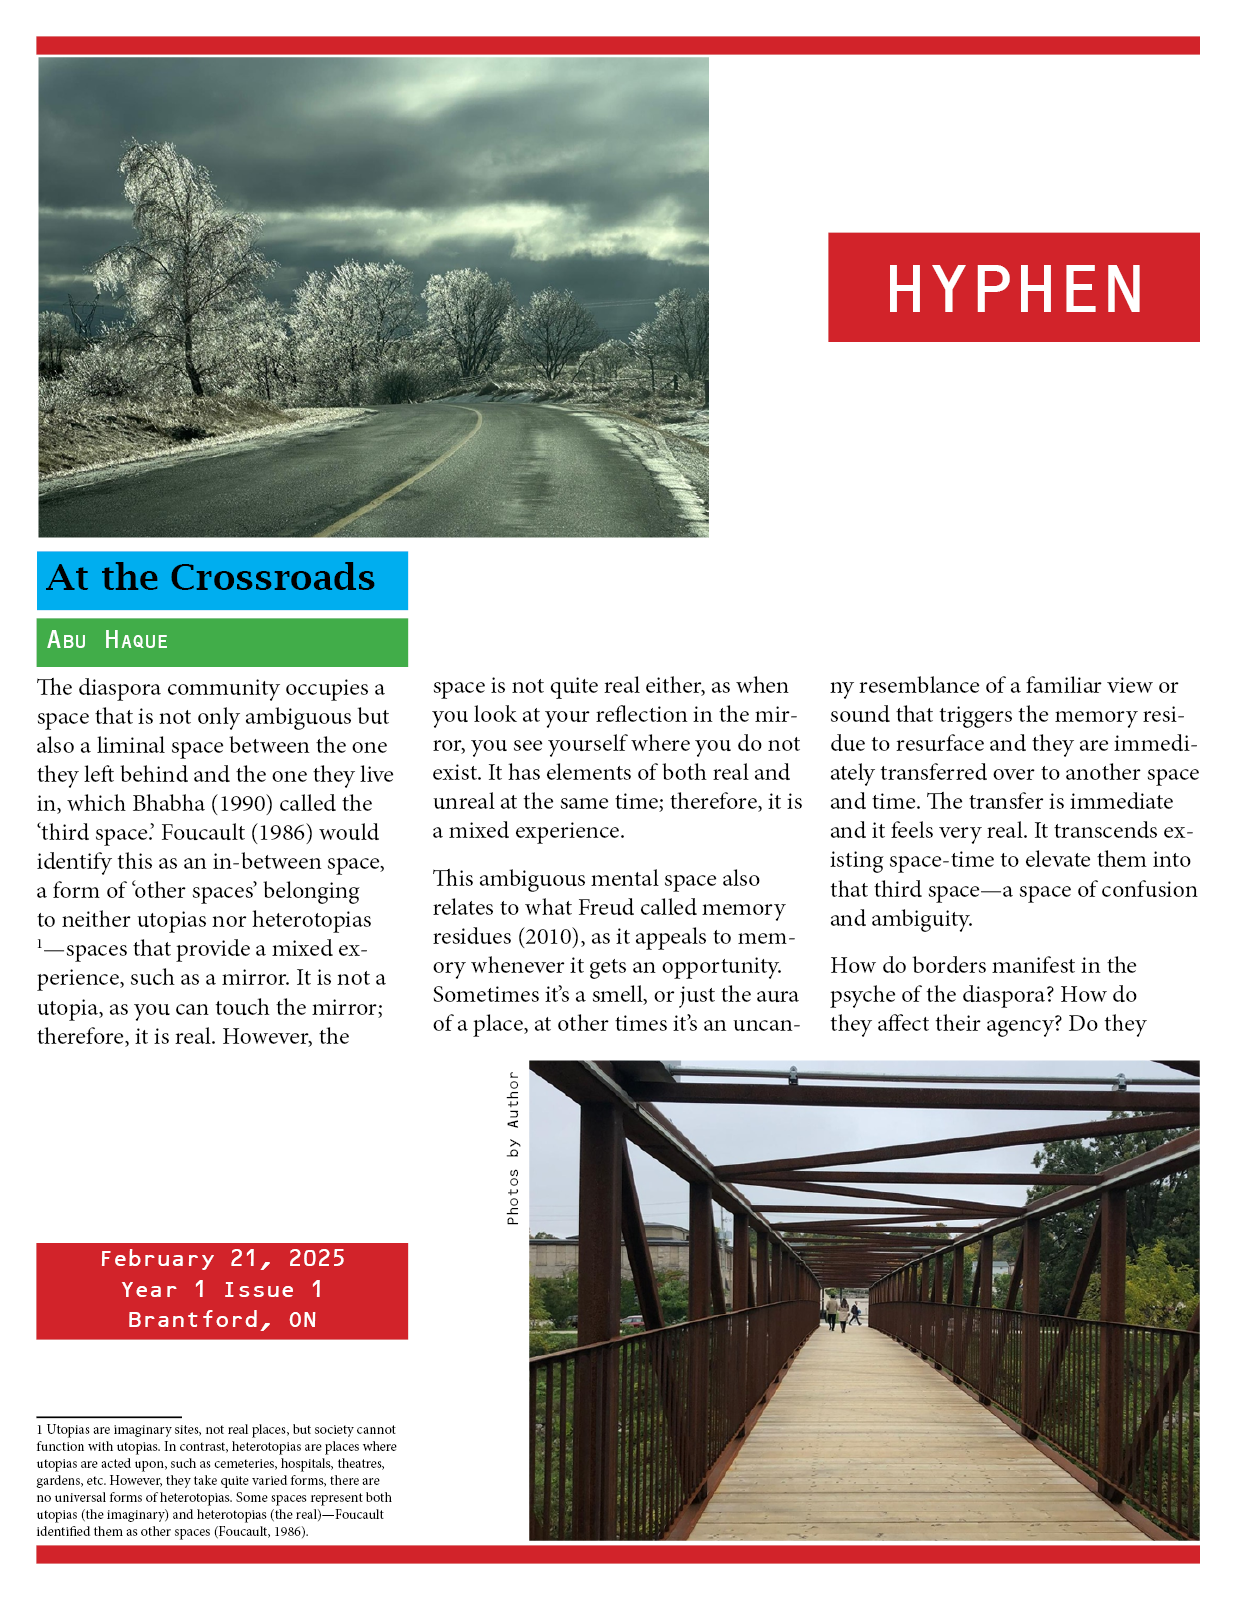 HYPHEN
At the Crossroads
Abu Haque
The diaspora community occupies a
space that is not only ambiguous but
also a liminal space between the one
they left behind and the one they live
in, which Bhabha (1990) called the
‘third space.’ Foucault (1986) would
identify this as an in-between space,
a form of ‘other spaces’ belonging
to neither utopias nor heterotopias
1—spaces that provide a mixed ex-
perience, such as a mirror. It is not a
utopia, as you can touch the mirror;
therefore, it is real. However, the
space is not quite real either, as when
you look at your reflection in the mir-
ror, you see yourself where you do not
exist. It has elements of both real and
unreal at the same time; therefore, it is
a mixed experience.
This ambiguous mental space also
relates to what Freud called memory
residues (2010), as it appeals to mem-
ory whenever it gets an opportunity.
Sometimes it’s a smell, or just the aura
of a place, at other times it’s an uncan-
ny resemblance of a familiar view or
sound that triggers the memory resi-
due to resurface and they are immedi-
ately transferred over to another space
and time. The transfer is immediate
and it feels very real. It transcends ex-
isting space-time to elevate them into
that third space—a space of confusion
and ambiguity.
How do borders manifest in the
psyche of the diaspora? How do
they affect their agency? Do they
Photos by Author
February 21, 2025
Year 1 Issue 1
Brantford, ON
1 Utopias are imaginary sites, not real places, but society cannot
function with utopias. In contrast, heterotopias are places where
utopias are acted upon, such as cemeteries, hospitals, theatres,
gardens, etc. However, they take quite varied forms, there are
no universal forms of heterotopias. Some spaces represent both
utopias (the imaginary) and heterotopias (the real)—Foucault
identified them as other spaces (Foucault, 1986).